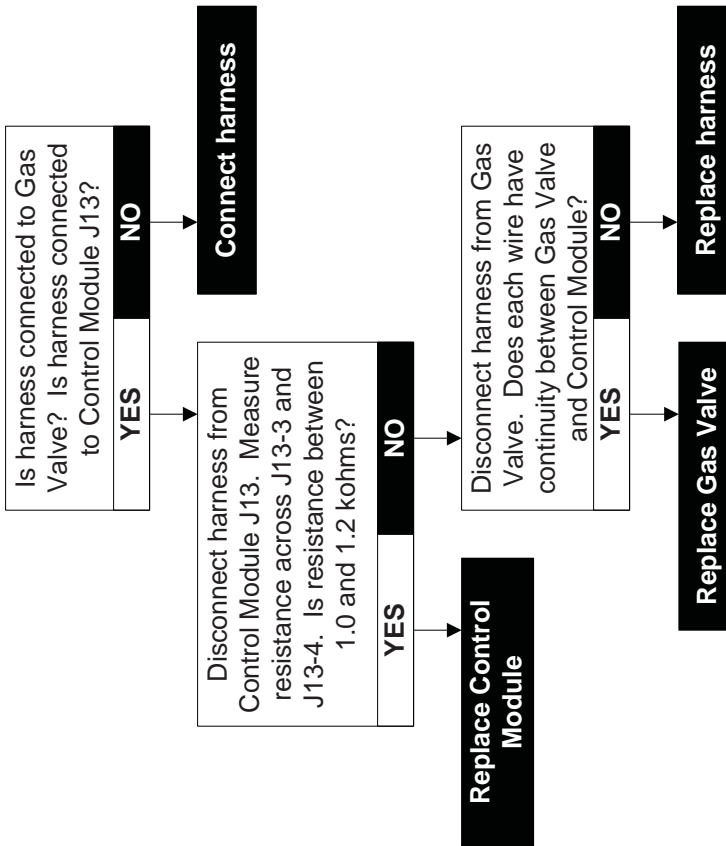 Is harness connected to Gas
Valve?  Is harness connected
to Control Module J13?
YES
NO
Connect harness
Disconnect harness from
Control Module J13.  Measure
resistance across J13-3 and
J13-4.  Is resistance between
1.0 and 1.2 kohms?
YES
NO
Replace Control
Module
Disconnect harness from Gas
Valve.  Does each wire have
continuity between Gas Valve
and Control Module?
YES
NO
Replace Gas Valve
Replace harness